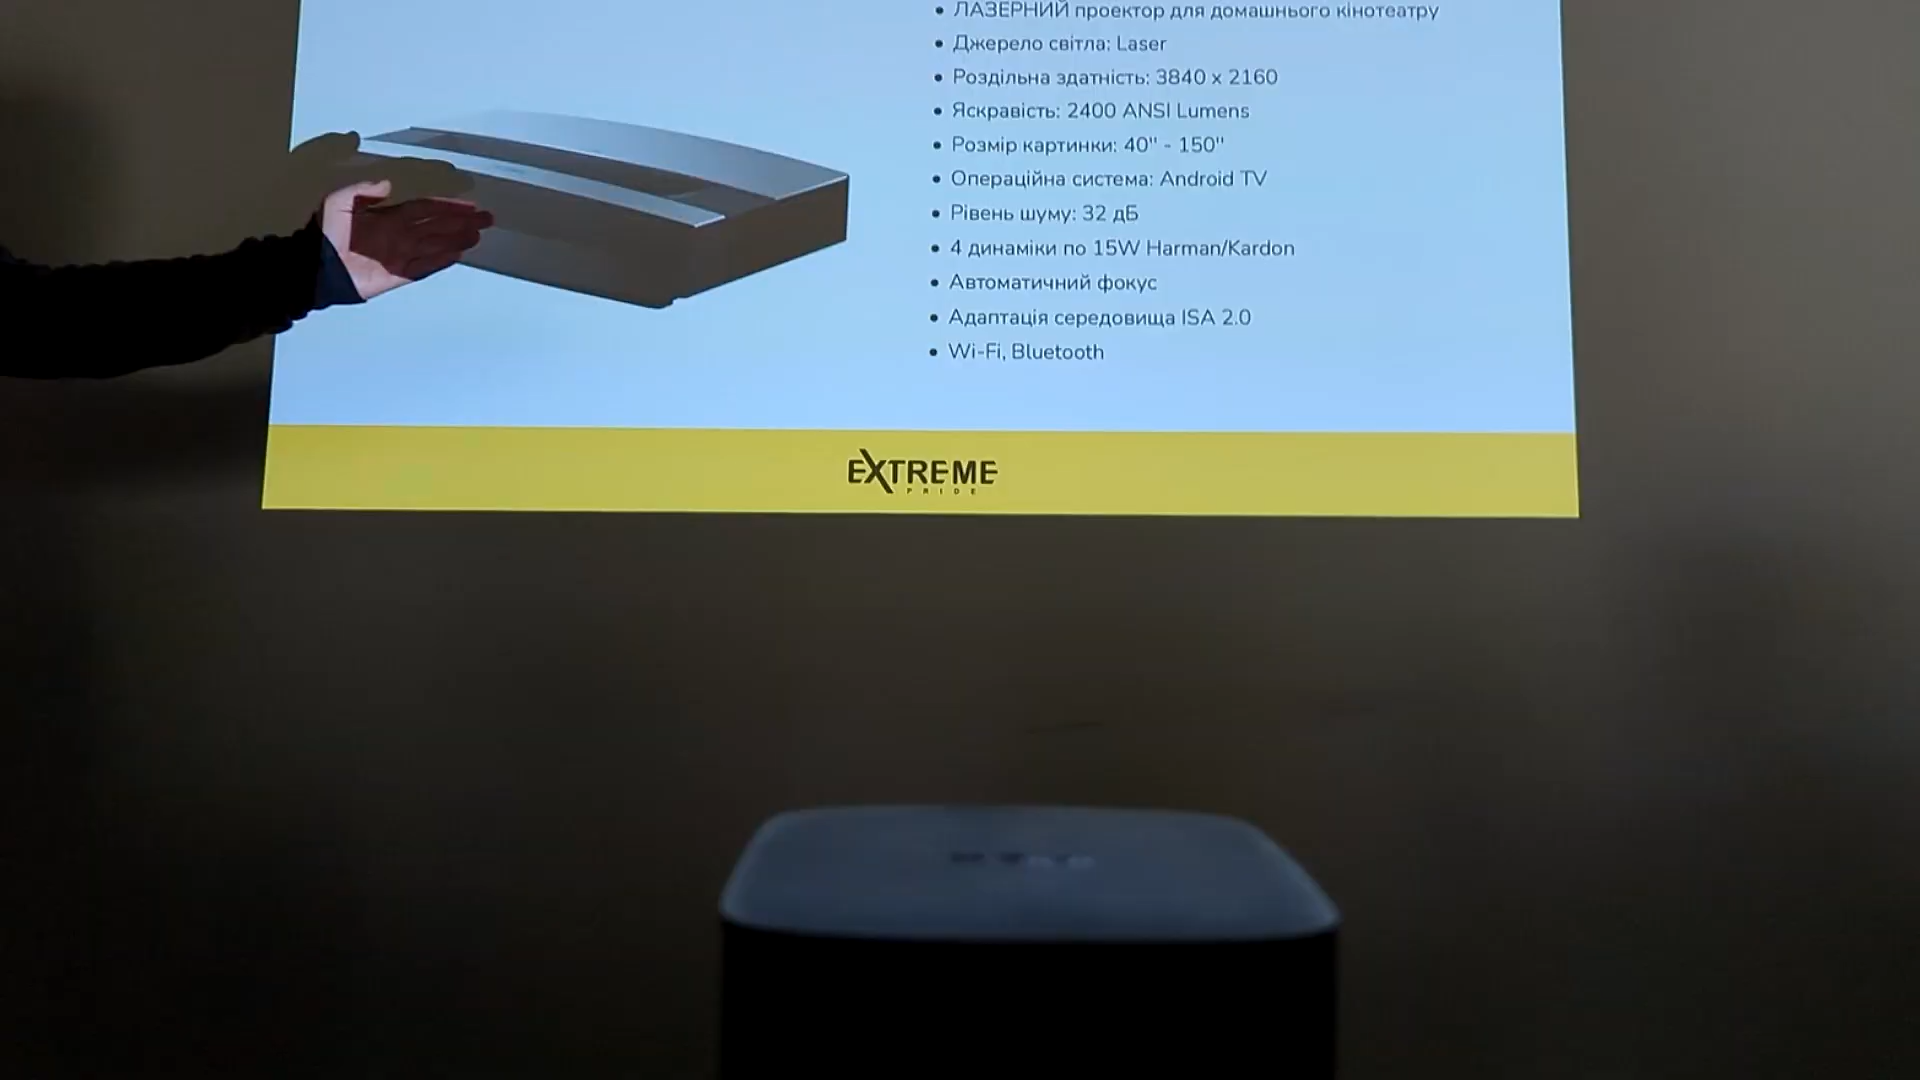 • ЛАЗЕРНИЙ проектор для домашнього кінотеатру
• Джерело світла: Laser
• Роздільна здатність: 3840 x 2160
• Яскравість: 2400 ANSI Lumens
• Розмір картинки: 40" - 150"
• Операційна система: Android TV
• Рівень шуму: 32 дБ
• 4 динаміки по 15W Harman/Kardon
• Автоматичний фокус
• Адаптація середовища ISA 2.0
• Wi-Fi, Bluetooth
EXTREME
PRIDE